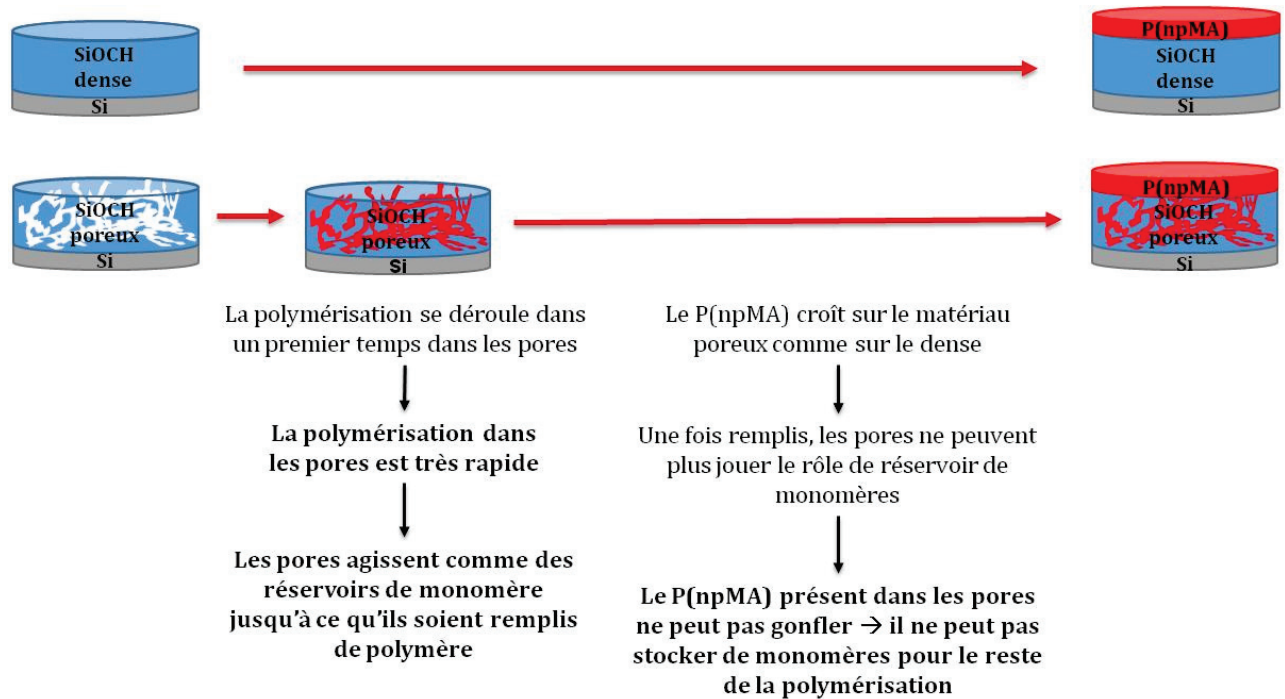 SiOCH
dense
Si
P(npMA)
SiOCH
dense
Si
SiOCH
poreux
Si
SiOCH
poreux
Si
P(npMA)
SiOCH
poreux
Si
La polymérisation se déroule dans
un premier temps dans les pores
La polymérisation dans
les pores est très rapide
Les pores agissent comme des
réservoirs de monomère
jusqu'à ce qu'ils soient remplis
de polymère
Le P(npMA) croît sur le matériau
poreux comme sur le dense
Une fois remplis, les pores ne peuvent
plus jouer le rôle de réservoir de
monomères
Le P(npMA) présent dans les pores
ne peut pas gonfler → il ne peut pas
stocker de monomères pour le reste
de la polymérisation